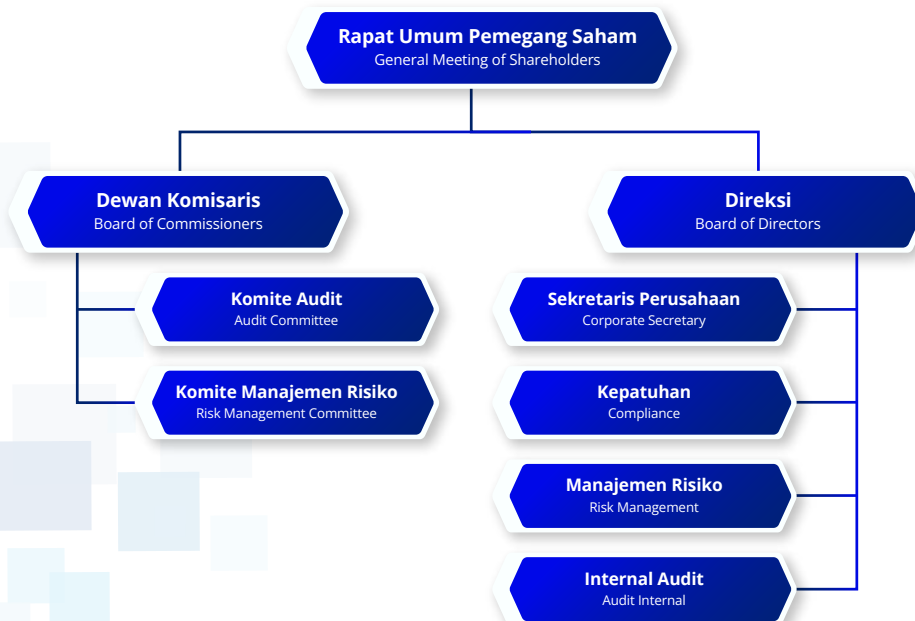 Rapat Umum Pemegang Saham
General Meeting of Shareholders
Dewan Komisaris
Board of Commissioners
Komite Audit
Audit Committee
Komite Manajemen Risiko
Risk Management Committee
Direksi
Board of Directors
Sekretaris Perusahaan
Corporate Secretary
Kepatuhan
Compliance
Manajemen Risiko
Risk Management
Internal Audit
Audit Internal